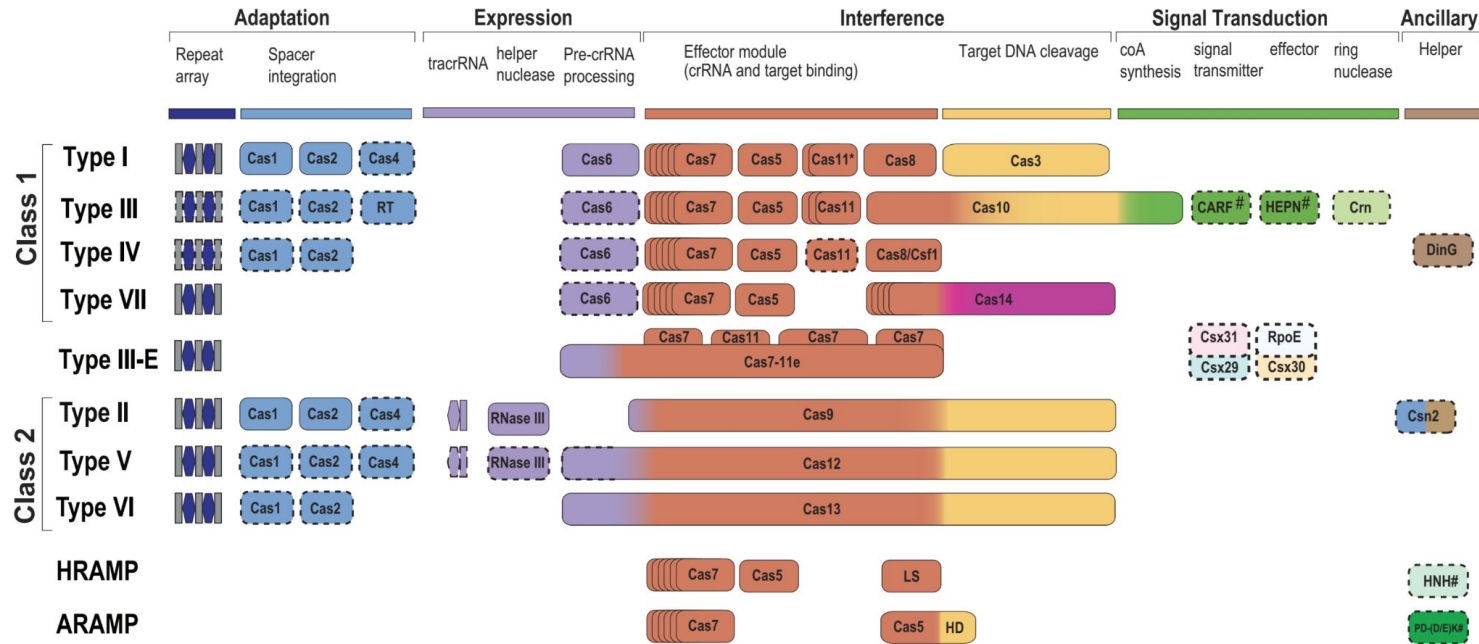 Adaptation Expression Interference Signal Transduction Ancillary
Repeat array Spacer integration tracrRNA helper nuclease Pre-crRNA processing Effector module (crRNA and target binding) Target DNA cleavage coA synthesis signal transmitter effector ring nuclease Helper
Class 1
Type I Cas1 Cas2 Cas4 Cas6 Cas7 Cas5 Cas11* Cas8 Cas3
Type III Cas1 Cas2 RT Cas6 Cas7 Cas5 Cas11 Cas10 CARF# HEPN# Crn
Type IV Cas1 Cas2 Cas6 Cas7 Cas5 Cas11 Cas8/Csf1 DinG
Type VII Cas6 Cas7 Cas5 Cas14
Cas7 Cas11 Cas7 Cas7 Csx31 RpoE
Type III-E Cas7-11e Csx29 Csx30
Class 2
Type II Cas1 Cas2 Cas4 RNase III Cas9 Csn2
Type V Cas1 Cas2 Cas4 RNase III Cas12
Type VI Cas1 Cas2 Cas13
HRAMP Cas7 Cas5 LS HNH#
ARAMP Cas7 Cas5 HD PD-(D/E)K#